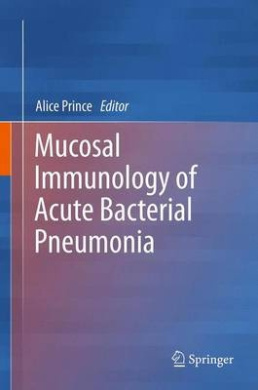 Alice Prince Editor
Mucosal
Immunology of
Acute Bacterial
Pneumonia
Springer